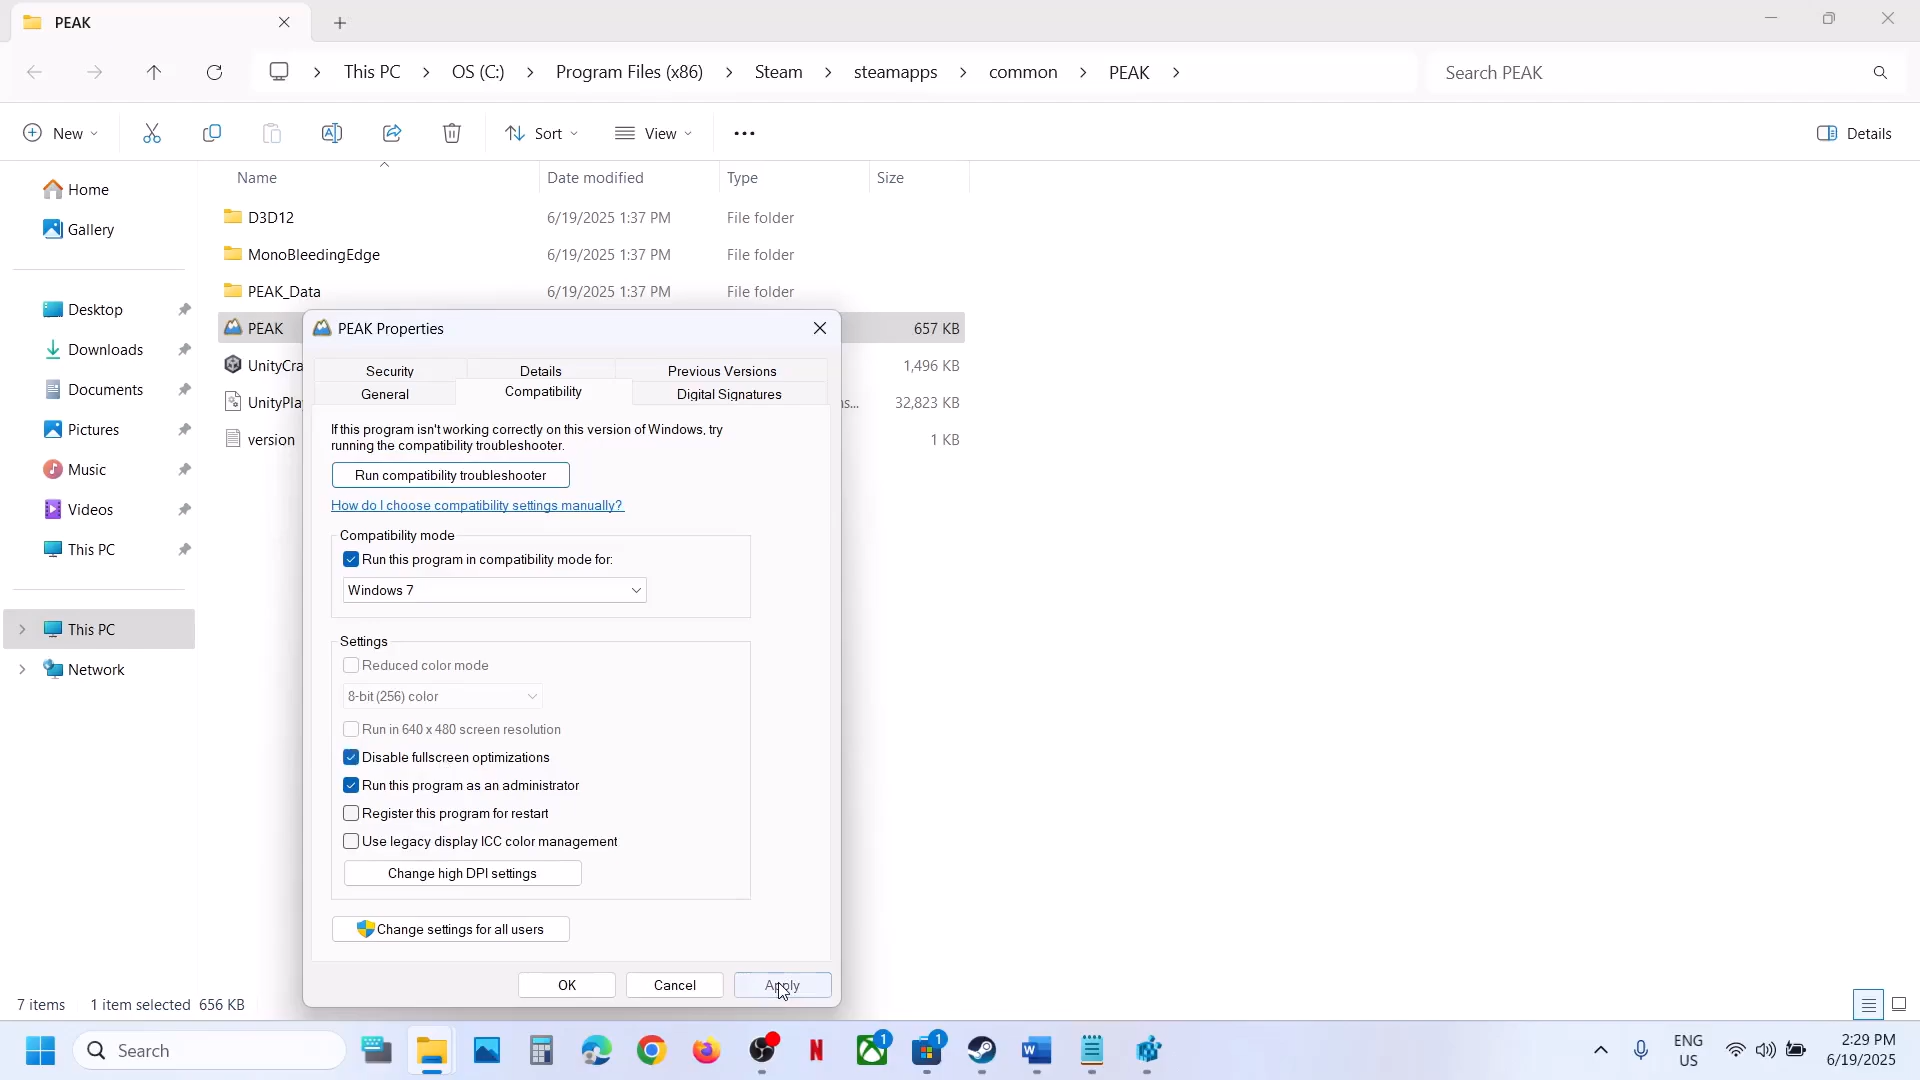 PEAK
This PC > OS (C:) > Program Files (x86) > Steam > steamapps > common > PEAK >
Search PEAK
New
Sort
View
Details
Name
Date modified
Type
Size
Home
Gallery
Desktop
Downloads
Documents
Pictures
Music
Videos
This PC
This PC
Network
D3D12 6/19/2025 1:37 PM File folder
MonoBleedingEdge 6/19/2025 1:37 PM File folder
PEAK_Data 6/19/2025 1:37 PM File folder
PEAK 657 KB
UnityCra 1,496 KB
UnityPla ns... 32,823 KB
version 1 KB
PEAK Properties
Security Details Previous Versions
General Compatibility Digital Signatures
If this program isn't working correctly on this version of Windows, try
running the compatibility troubleshooter.
Run compatibility troubleshooter
How do I choose compatibility settings manually?
Compatibility mode
Run this program in compatibility mode for:
Windows 7
Settings
Reduced color mode
8-bit (256) color
Run in 640 x 480 screen resolution
Disable fullscreen optimizations
Run this program as an administrator
Register this program for restart
Use legacy display ICC color management
Change high DPI settings
Change settings for all users
OK Cancel Apply
7 items 1 item selected 656 KB
Search
1
1
ENG
US
2:29 PM
6/19/2025